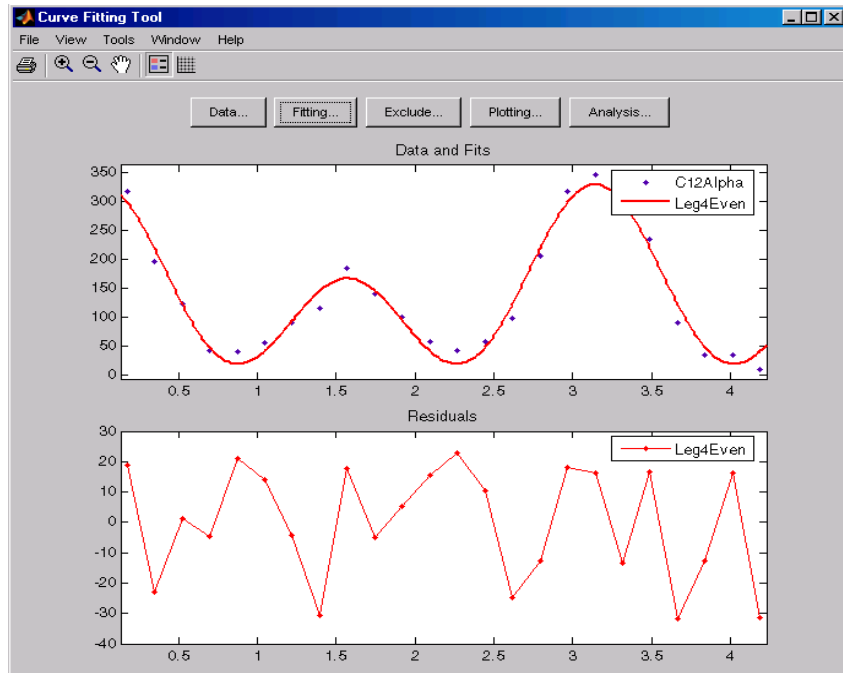 Curve Fitting Tool
File View Tools Window Help
Data... Fitting... Exclude... Plotting... Analysis...
Data and Fits
350
300
250
200
150
100
50
0
C12Alpha
Leg4Even
0.5 1 1.5 2 2.5 3 3.5 4
Residuals
30
20
10
0
-10
-20
-30
-40
Leg4Even
0.5 1 1.5 2 2.5 3 3.5 4